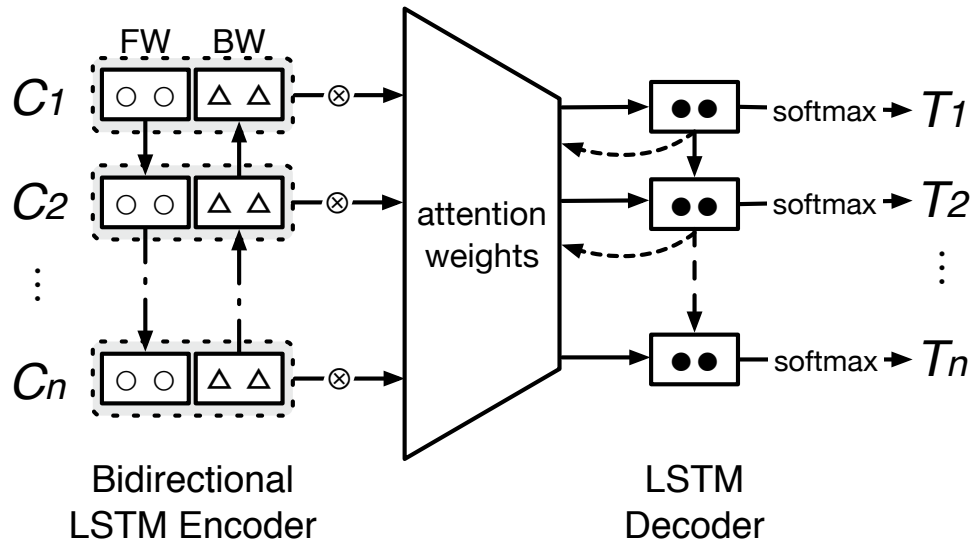 FW BW
C1 softmax T1
C2 attention weights softmax T2
⋮ ⋮
Cn softmax Tn
Bidirectional LSTM Encoder
LSTM Decoder